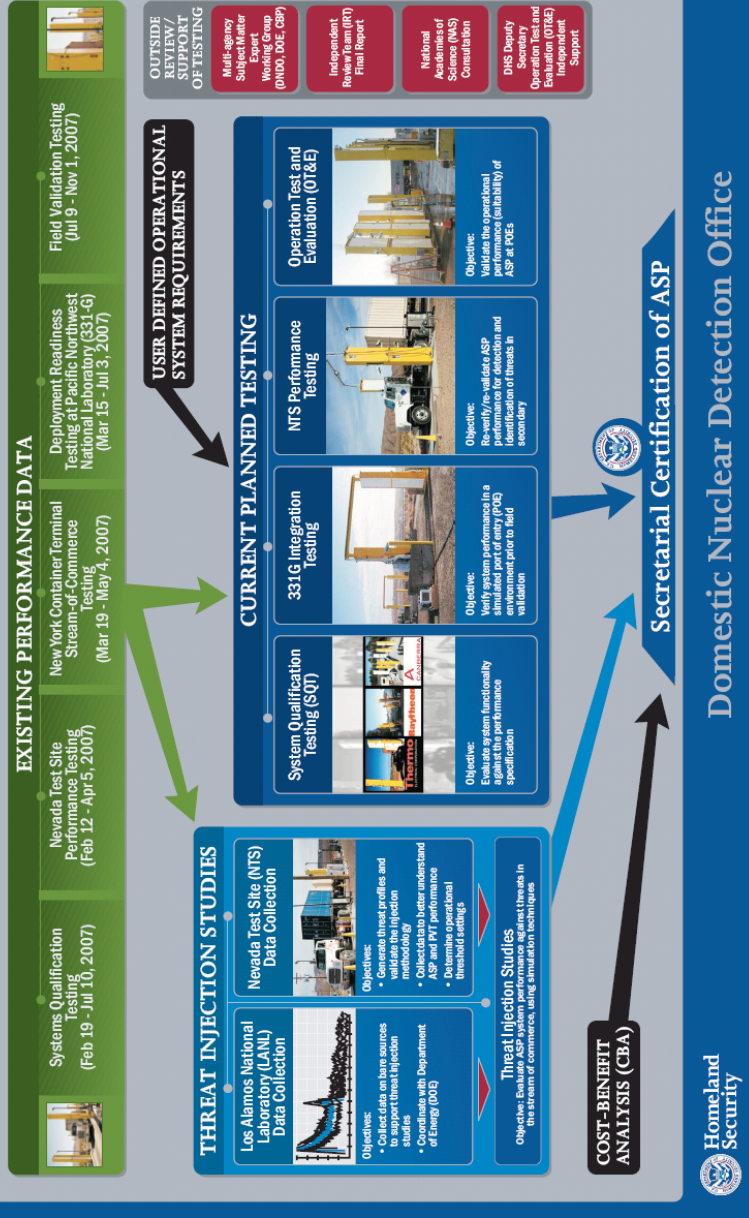 EXISTING PERFORMANCE DATA
Systems Qualification
Testing
(Feb 19 - Jul 10, 2007)
Nevada Test Site
Performance Testing
(Feb 12 - Apr 5, 2007)
New York Container Terminal
Stream-of-Commerce
Testing
(Mar 19 - May 4, 2007)
Deployment Readiness
Testing at Pacific Northwest
National Laboratory (331-G)
(Mar 15 - Jul 3, 2007)
Field Validation Testing
(Jul 9 - Nov 1, 2007)
OUTSIDE
REVIEW/
SUPPORT
OF TESTING
Multi-agency
Subject Matter
Expert
Working Group
(DNDO, DOE, CBP)
Independent
Review Team (IRT)
Final Report
National
Academies of
Science (NAS)
Consultation
DHS Deputy
Secretary
Operation Test and
Evaluation (OT&E)
Independent
Support
USER DEFINED OPERATIONAL
SYSTEM REQUIREMENTS
THREAT INJECTION STUDIES
Los Alamos National
Laboratory (LANL)
Data Collection
Objectives:
• Collect data on bare sources
to support threat injection
studies
• Coordinate with Department
of Energy (DOE)
Nevada Test Site (NTS)
Data Collection
Objectives:
• Generate threat profiles and
validate the injection
methodology
• Collect data to better understand
ASP and PVT performance
• Determine operational
threshold settings
Threat Injection Studies
Objective: Evaluate ASP system performance against threats in
the stream of commerce, using simulation techniques
CURRENT PLANNED TESTING
System Qualification
Testing (SQT)
Thermo
Raytheon
CANBERRA
Objective:
Evaluate system functionality
against the performance
specification
331G Integration
Testing
Objective:
Verify system performance in a
simulated port of entry (POE)
environment prior to field
validation
NTS Performance
Testing
Objective:
Re-verify/re-validate ASP
performance for detection and
identification of threats in
secondary
Operation Test and
Evaluation (OT&E)
Objective:
Validate the operational
performance (suitability) of
ASP at POEs
COST-BENEFIT
ANALYSIS (CBA)
Secretarial Certification of ASP
Homeland
Security
Domestic Nuclear Detection Office